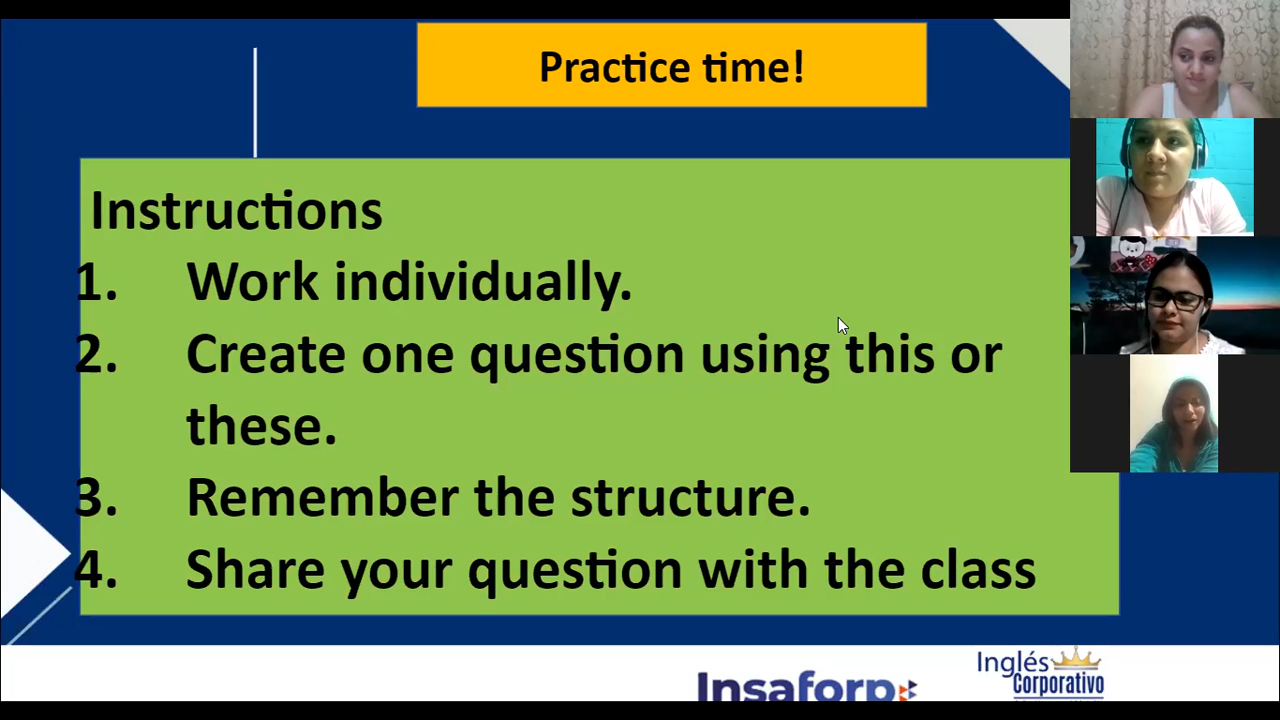 Practice time!
Instructions
1. Work individually.
2. Create one question using this or
these.
3. Remember the structure.
4. Share your question with the class
Insaforp
Inglés
Corporativo